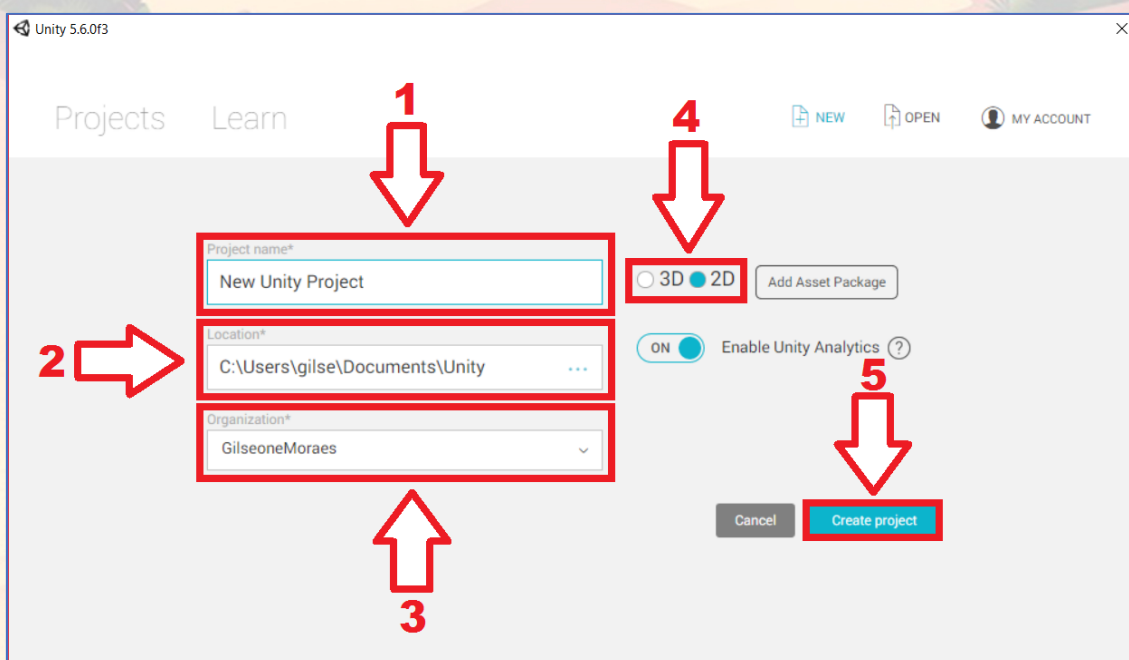 Unity 5.6.0f3
Projects Learn NEW OPEN MY ACCOUNT
1
4
Project name*
New Unity Project
3D 2D Add Asset Package
2
Location*
C:\Users\gilse\Documents\Unity ...
ON Enable Unity Analytics ?
5
Organization*
GilseoneMoraes
Cancel Create project
3